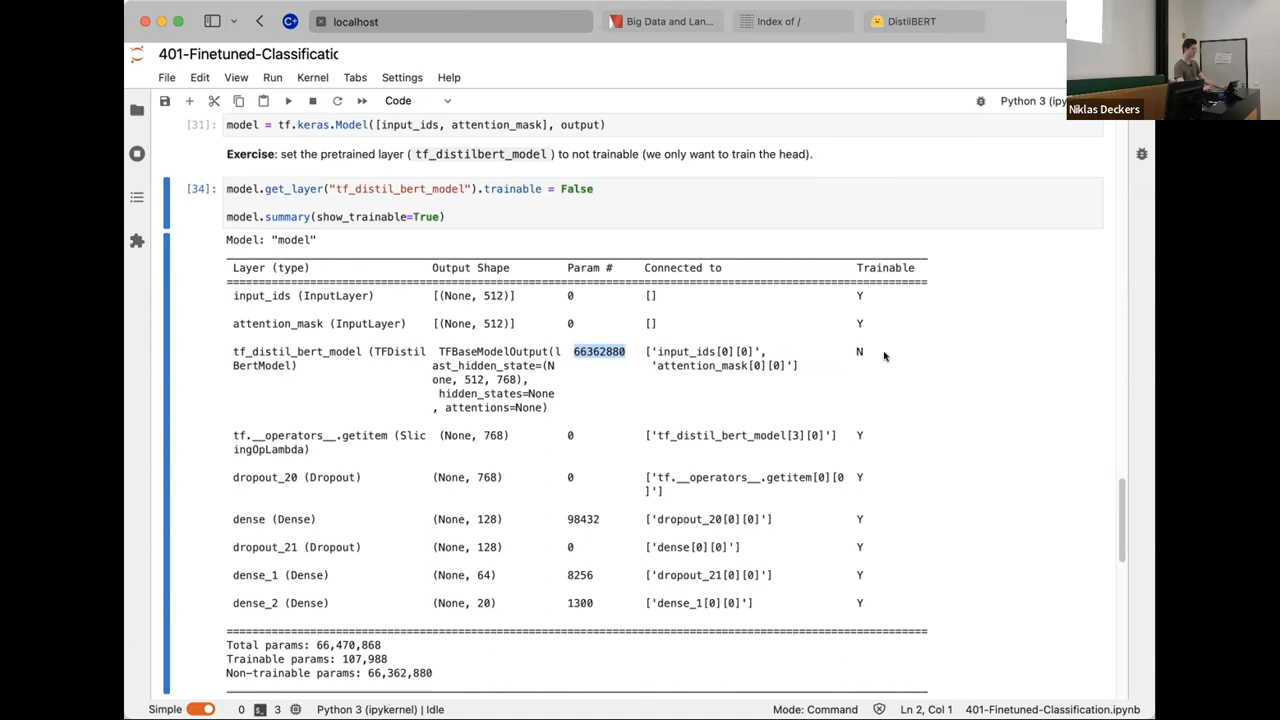 localhost
Big Data and Lan...
Index of /
DistilBERT
401-Finetuned-Classificatic
File Edit View Run Kernel Tabs Settings Help
Code
Python 3 (ipy
Niklas Deckers
[31]: model = tf.keras.Model([input_ids, attention_mask], output)
Exercise: set the pretrained layer ( tf_distilbert_model ) to not trainable (we only want to train the head).
[34]: model.get_layer("tf_distil_bert_model").trainable = False
model.summary(show_trainable=True)
Model: "model"
Layer (type) Output Shape Param # Connected to Trainable
input_ids (InputLayer) [(None, 512)] 0 [] Y
attention_mask (InputLayer) [(None, 512)] 0 [] Y
tf_distil_bert_model (TFDistil TFBaseModelOutput(l 66362880 ['input_ids[0][0]', N
BertModel) ast_hidden_state=(N 'attention_mask[0][0]']
one, 512, 768),
hidden_states=None
, attentions=None)
tf.__operators__.getitem (Slic (None, 768) 0 ['tf_distil_bert_model[3][0]'] Y
ingOpLambda)
dropout_20 (Dropout) (None, 768) 0 ['tf.__operators__.getitem[0][0 Y
]']
dense (Dense) (None, 128) 98432 ['dropout_20[0][0]'] Y
dropout_21 (Dropout) (None, 128) 0 ['dense[0][0]'] Y
dense_1 (Dense) (None, 64) 8256 ['dropout_21[0][0]'] Y
dense_2 (Dense) (None, 20) 1300 ['dense_1[0][0]'] Y
Total params: 66,470,868
Trainable params: 107,988
Non-trainable params: 66,362,880
Simple 0 3 Python 3 (ipykernel) | Idle Mode: Command Ln 2, Col 1 401-Finetuned-Classification.ipynb